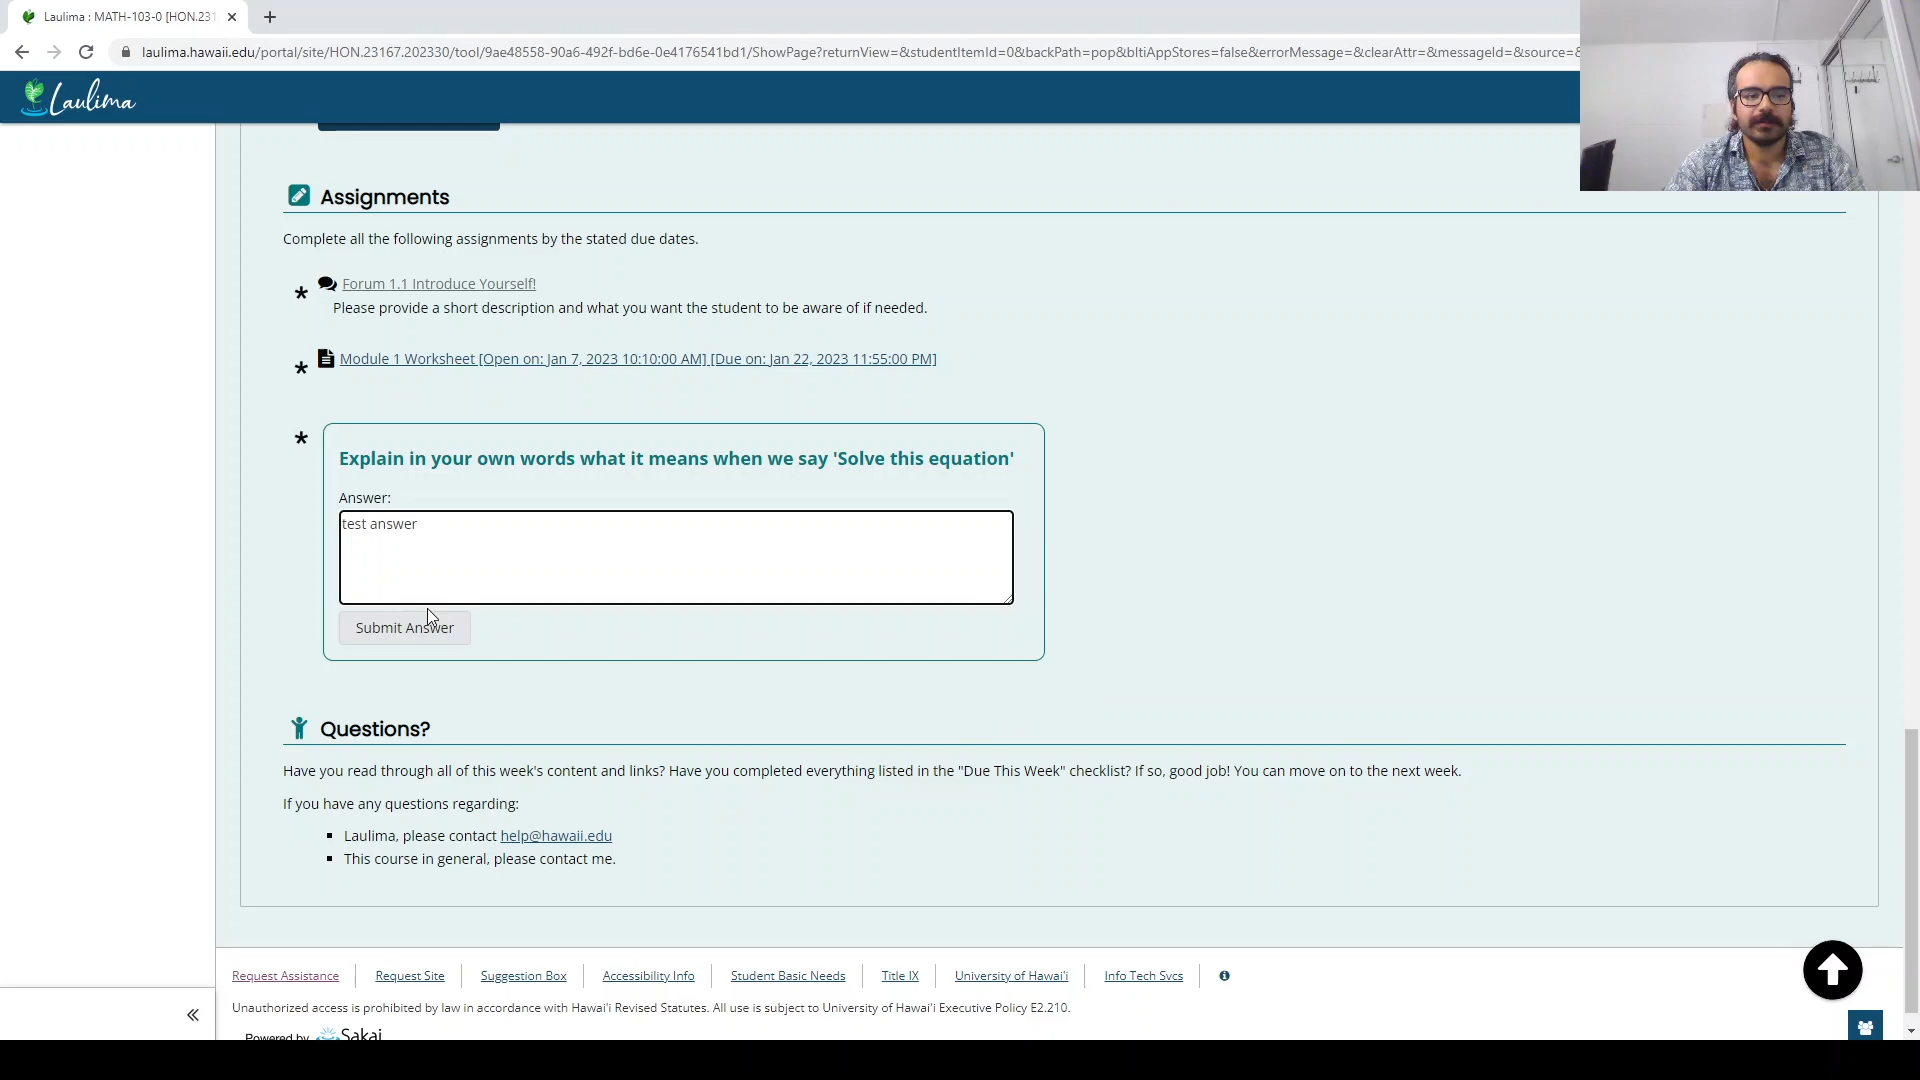 Laulima : MATH-103-0 [HON.231
laulima.hawaii.edu/portal/site/HON.23167.202330/tool/9ae48558-90a6-492f-bd6e-0e4176541bd1/ShowPage?returnView=&studentItemId=0&backPath=pop&bltiAppStores=false&errorMessage=&clearAttr=&messageId=&source=&
Laulima
Assignments
Complete all the following assignments by the stated due dates.
* Forum 1.1 Introduce Yourself!
Please provide a short description and what you want the student to be aware of if needed.
* Module 1 Worksheet [Open on: Jan 7, 2023 10:10:00 AM] [Due on: Jan 22, 2023 11:55:00 PM]
* Explain in your own words what it means when we say 'Solve this equation'
Answer:
test answer
Submit Answer
Questions?
Have you read through all of this week's content and links? Have you completed everything listed in the "Due This Week" checklist? If so, good job! You can move on to the next week.
If you have any questions regarding:
Laulima, please contact help@hawaii.edu
This course in general, please contact me.
Request Assistance Request Site Suggestion Box Accessibility Info Student Basic Needs Title IX University of Hawai'i Info Tech Svcs
Unauthorized access is prohibited by law in accordance with Hawai'i Revised Statutes. All use is subject to University of Hawai'i Executive Policy E2.210.
Powered by Sakai